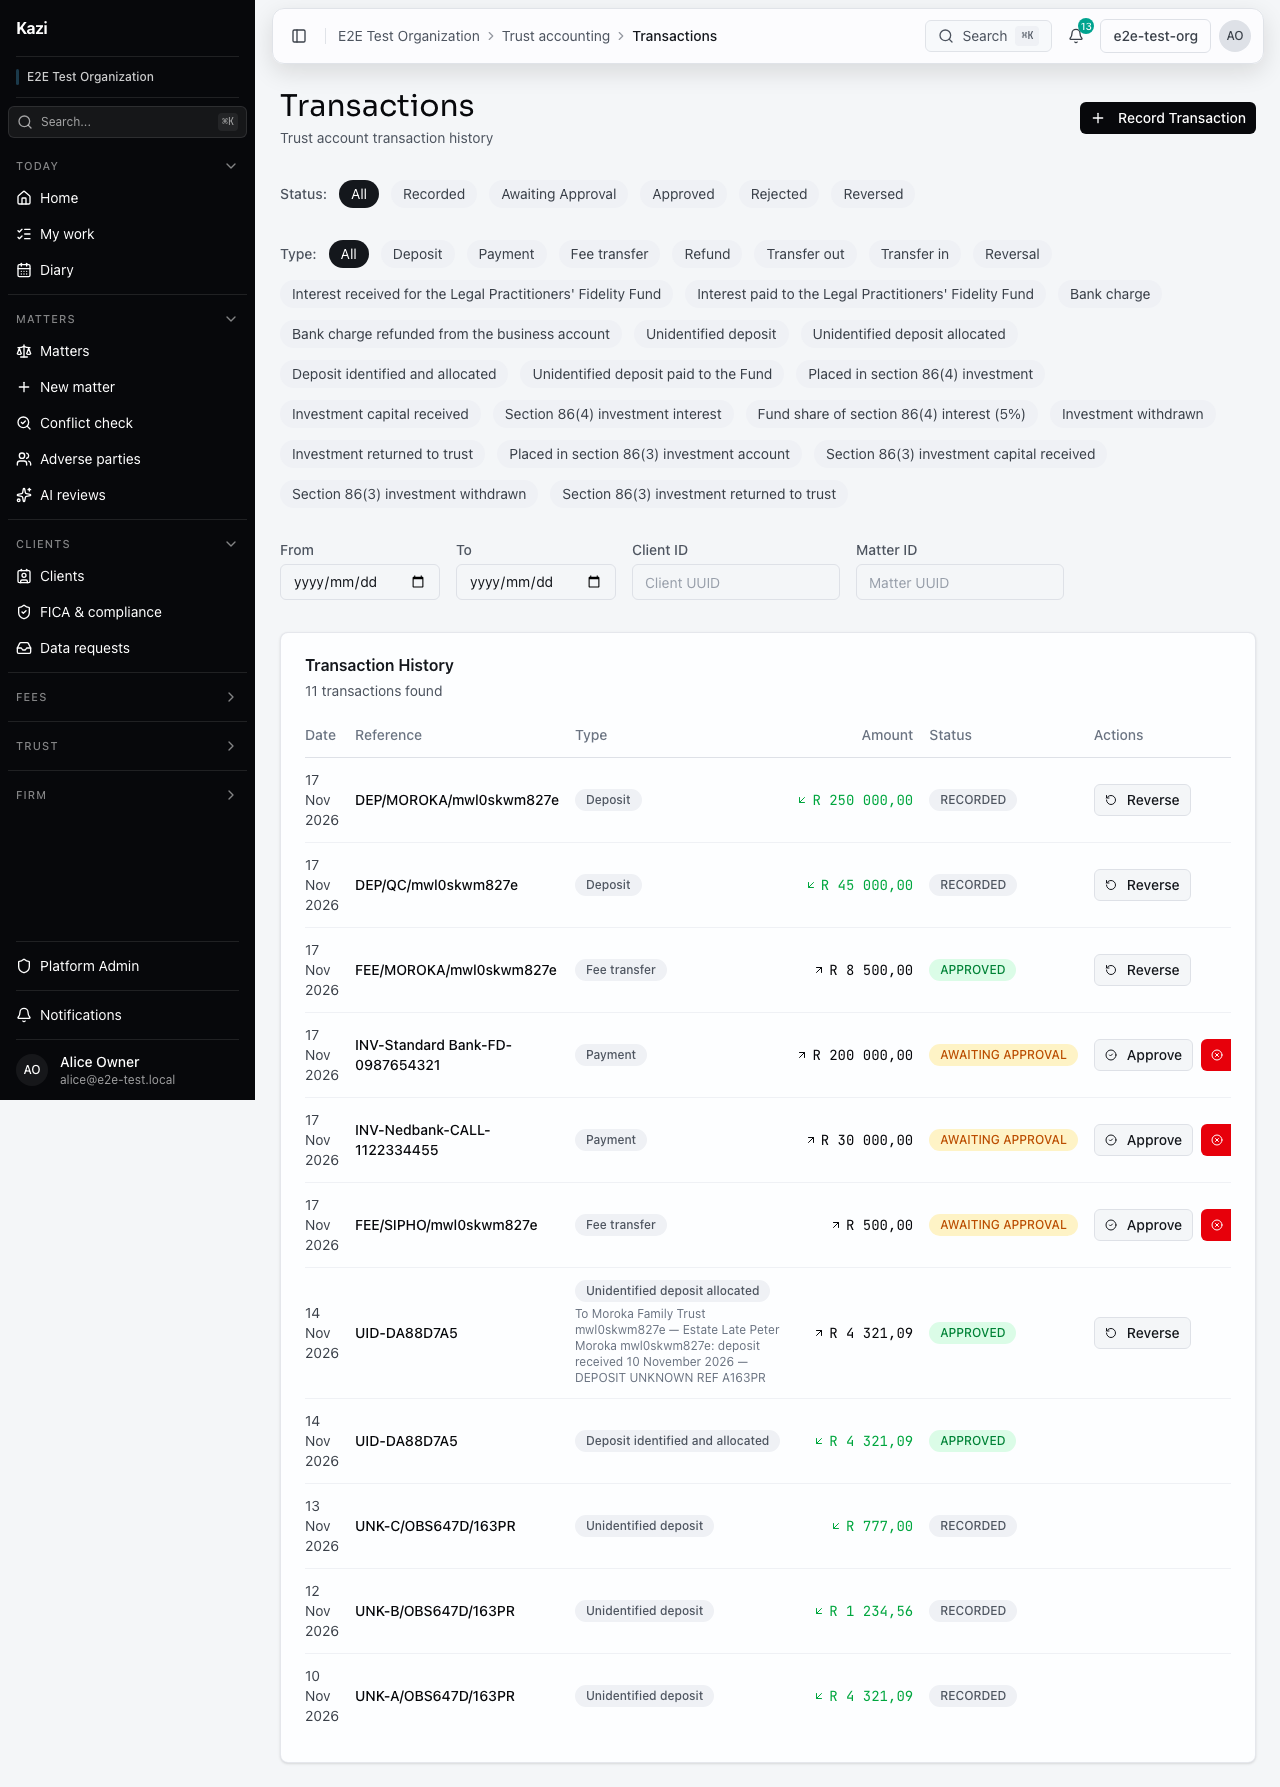 Kazi
E2E Test Organization
Search...
⌘K
TODAY
Home
My work
Diary
MATTERS
Matters
New matter
Conflict check
Adverse parties
AI reviews
CLIENTS
Clients
FICA & compliance
Data requests
FEES
TRUST
FIRM
Platform Admin
Notifications
AO
Alice Owner
alice@e2e-test.local
E2E Test Organization > Trust accounting > Transactions
Search ⌘K
13
e2e-test-org
AO
Transactions
Trust account transaction history
Record Transaction
Status: All Recorded Awaiting Approval Approved Rejected Reversed
Type: All Deposit Payment Fee transfer Refund Transfer out Transfer in Reversal
Interest received for the Legal Practitioners' Fidelity Fund Interest paid to the Legal Practitioners' Fidelity Fund Bank charge
Bank charge refunded from the business account Unidentified deposit Unidentified deposit allocated
Deposit identified and allocated Unidentified deposit paid to the Fund Placed in section 86(4) investment
Investment capital received Section 86(4) investment interest Fund share of section 86(4) interest (5%) Investment withdrawn
Investment returned to trust Placed in section 86(3) investment account Section 86(3) investment capital received
Section 86(3) investment withdrawn Section 86(3) investment returned to trust
From To Client ID Matter ID
yyyy/mm/dd yyyy/mm/dd Client UUID Matter UUID
Transaction History
11 transactions found
Date Reference Type Amount Status Actions
17
Nov
2026
DEP/MOROKA/mwl0skwm827e Deposit R 250 000,00 RECORDED Reverse
17
Nov
2026
DEP/QC/mwl0skwm827e Deposit R 45 000,00 RECORDED Reverse
17
Nov
2026
FEE/MOROKA/mwl0skwm827e Fee transfer R 8 500,00 APPROVED Reverse
17
Nov
2026
INV-Standard Bank-FD-
0987654321
Payment R 200 000,00 AWAITING APPROVAL Approve
17
Nov
2026
INV-Nedbank-CALL-
1122334455
Payment R 30 000,00 AWAITING APPROVAL Approve
17
Nov
2026
FEE/SIPHO/mwl0skwm827e Fee transfer R 500,00 AWAITING APPROVAL Approve
14
Nov
2026
UID-DA88D7A5
Unidentified deposit allocated
To Moroka Family Trust
mwl0skwm827e — Estate Late Peter
Moroka mwl0skwm827e: deposit
received 10 November 2026 —
DEPOSIT UNKNOWN REF A163PR
R 4 321,09 APPROVED Reverse
14
Nov
2026
UID-DA88D7A5 Deposit identified and allocated R 4 321,09 APPROVED
13
Nov
2026
UNK-C/OBS647D/163PR Unidentified deposit R 777,00 RECORDED
12
Nov
2026
UNK-B/OBS647D/163PR Unidentified deposit R 1 234,56 RECORDED
10
Nov
2026
UNK-A/OBS647D/163PR Unidentified deposit R 4 321,09 RECORDED